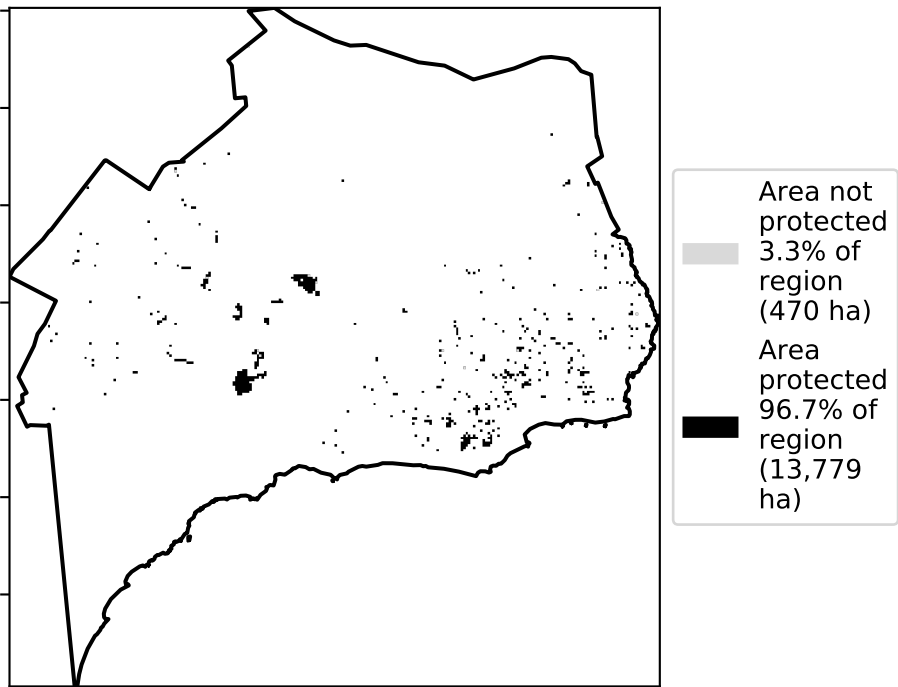 Area not
protected
3.3% of
region
(470 ha)
Area
protected
96.7% of
region
(13,779
ha)